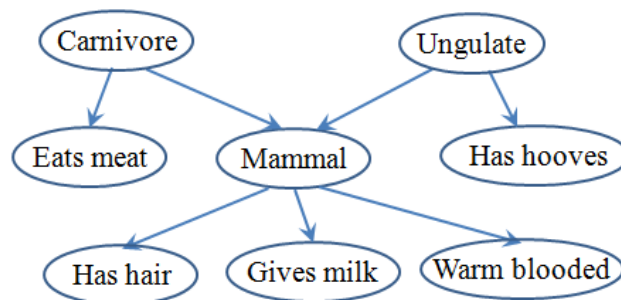 Carnivore
Ungulate
Eats meat
Mammal
Has hooves
Has hair
Gives milk
Warm blooded